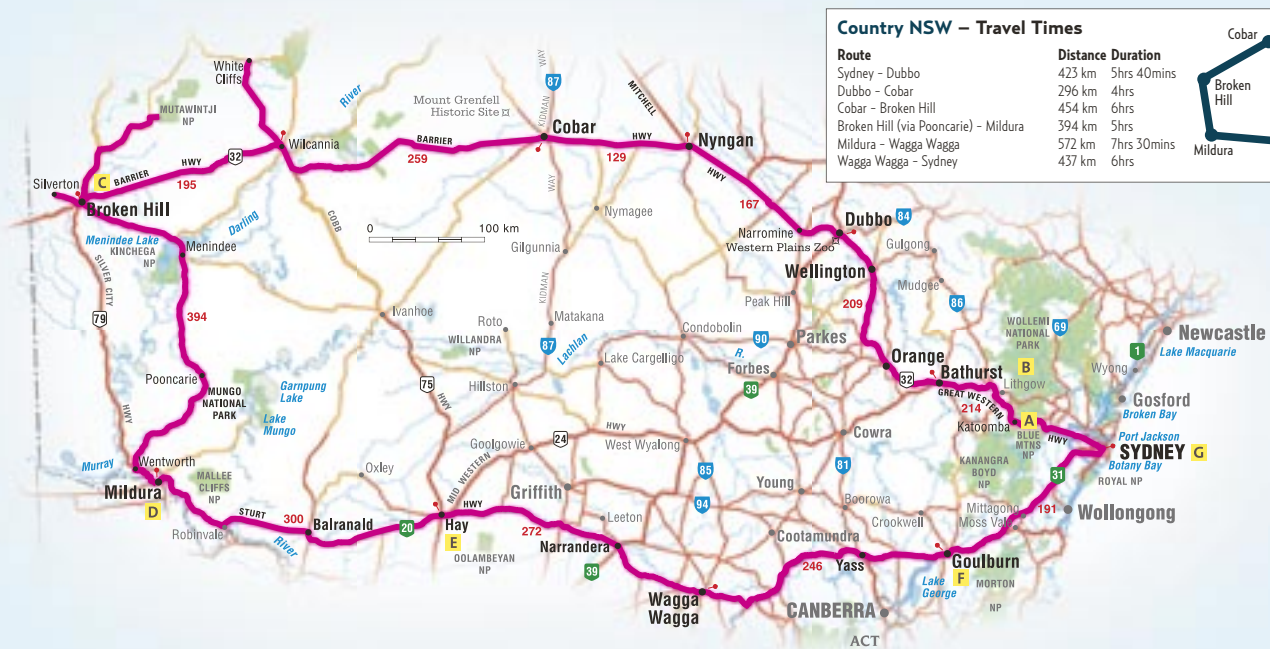 Country NSW – Travel Times
Route Distance Duration
Sydney - Dubbo 423 km 5hrs 40mins
Dubbo - Cobar 296 km 4hrs
Cobar - Broken Hill 454 km 6hrs
Broken Hill (via Pooncarie) - Mildura 394 km 5hrs
Mildura - Wagga Wagga 572 km 7hrs 30mins
Wagga Wagga - Sydney 437 km 6hrs
Cobar
Broken
Hill
Mildura
White
Cliffs
MUTAWINTJI
NP
River
Mount Grenfell
Historic Site
KIDMAN
WAY
87
MITCHELL
Wilcannia
BARRIER
HWY
259
Cobar
129
HWY
Nyngan
HWY
167
Silverton
C
BARRIER
HWY
32
195
Broken Hill
COBB
Darling
Menindee Lake
KINCHEGA
NP
Menindee
0 100 km
WAY
Nymagee
Gilgunnia
KIDMAN
Narromine
Western Plains Zoo
Dubbo
84
Gulgong
Wellington
Mudgee
86
SILVER CITY
79
HWY
394
Ivanhoe
Roto
WILLANDRA
NP
Matakana
87
Lachlan
R.
Condobolin
Peak Hill
90
Parkes
209
WOLLEMI
NATIONAL
PARK
69
Newcastle
Lake Macquarie
1
Wyong
Gosford
Broken Bay
Pooncarie
MUNGO
NATIONAL
PARK
Garnpung
Lake
Lake
Mungo
75
HWY
Hillston
Lake Cargelligo
Forbes
39
Orange
32
Bathurst
B
Lithgow
GREAT WESTERN
214
HWY
Katoomba
A
BLUE
MTNS
NP
Port Jackson
SYDNEY
G
Botany Bay
ROYAL NP
KANANGRA
BOYD
NP
31
Murray
Wentworth
Mildura
D
MALLEE
CLIFFS
NP
Oxley
Goolgowie
MID WESTERN
24
HWY
HWY
West Wyalong
Cowra
81
85
94
Young
Boorowa
Crookwell
Mittagong
Moss Vale
191
Wollongong
Robinvale
STURT
300
River
Balranald
20
Hay
E
OOLAMBEYAN
NP
Griffith
Leeton
272
Narrandera
39
Wagga
Wagga
Cootamundra
246
Yass
Goulburn
F
Lake
George
MORTON
NP
CANBERRA
ACT